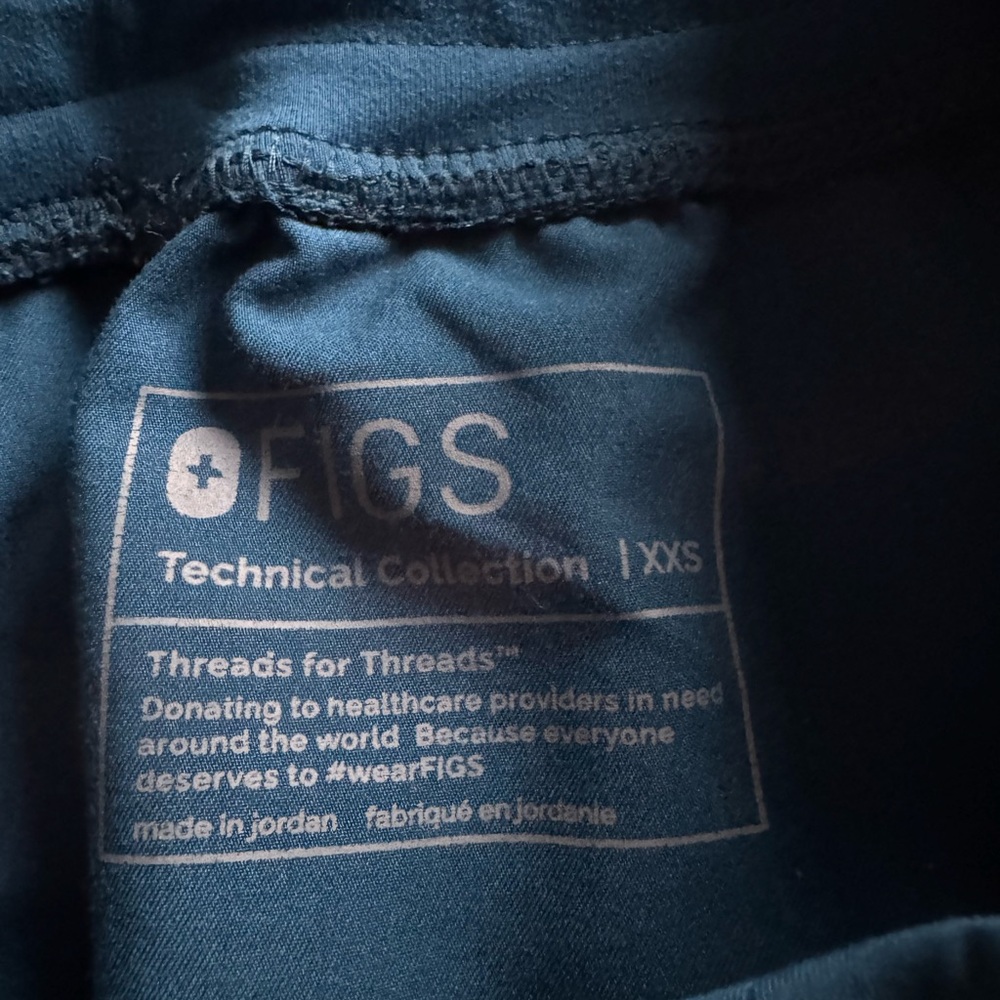 FIGS
Technical Collection | XXS
Threads for Threads™
Donating to healthcare providers in need
around the world Because everyone
deserves to #wearFIGS
made in jordan fabriqué en jordanie